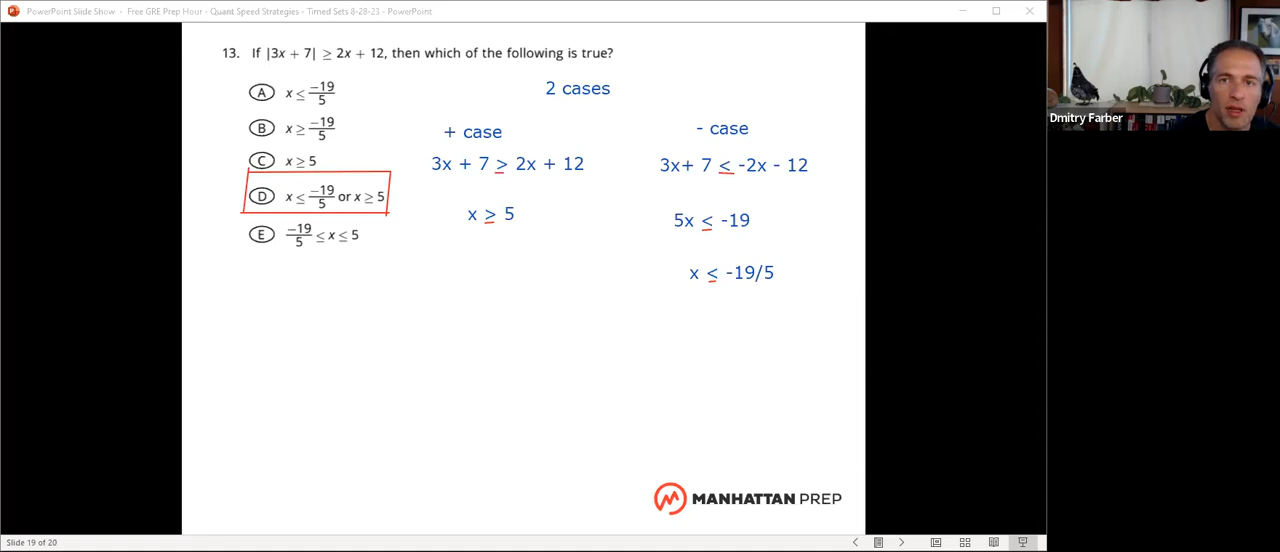 PowerPoint Slide Show - Free GRE Prep Hour - Quant Speed Strategies - Timed Sets 8-28-23 - PowerPoint
13. If |3x + 7| ≥ 2x + 12, then which of the following is true?
A x ≤ −19/5
B x ≥ −19/5
C x ≥ 5
D x ≤ −19/5 or x ≥ 5
E −19/5 ≤ x ≤ 5
2 cases
+ case
3x + 7 ≥ 2x + 12
x ≥ 5
- case
3x+ 7 ≤ -2x - 12
5x ≤ -19
x ≤ -19/5
Dmitry Farber
MANHATTAN PREP
Slide 19 of 20